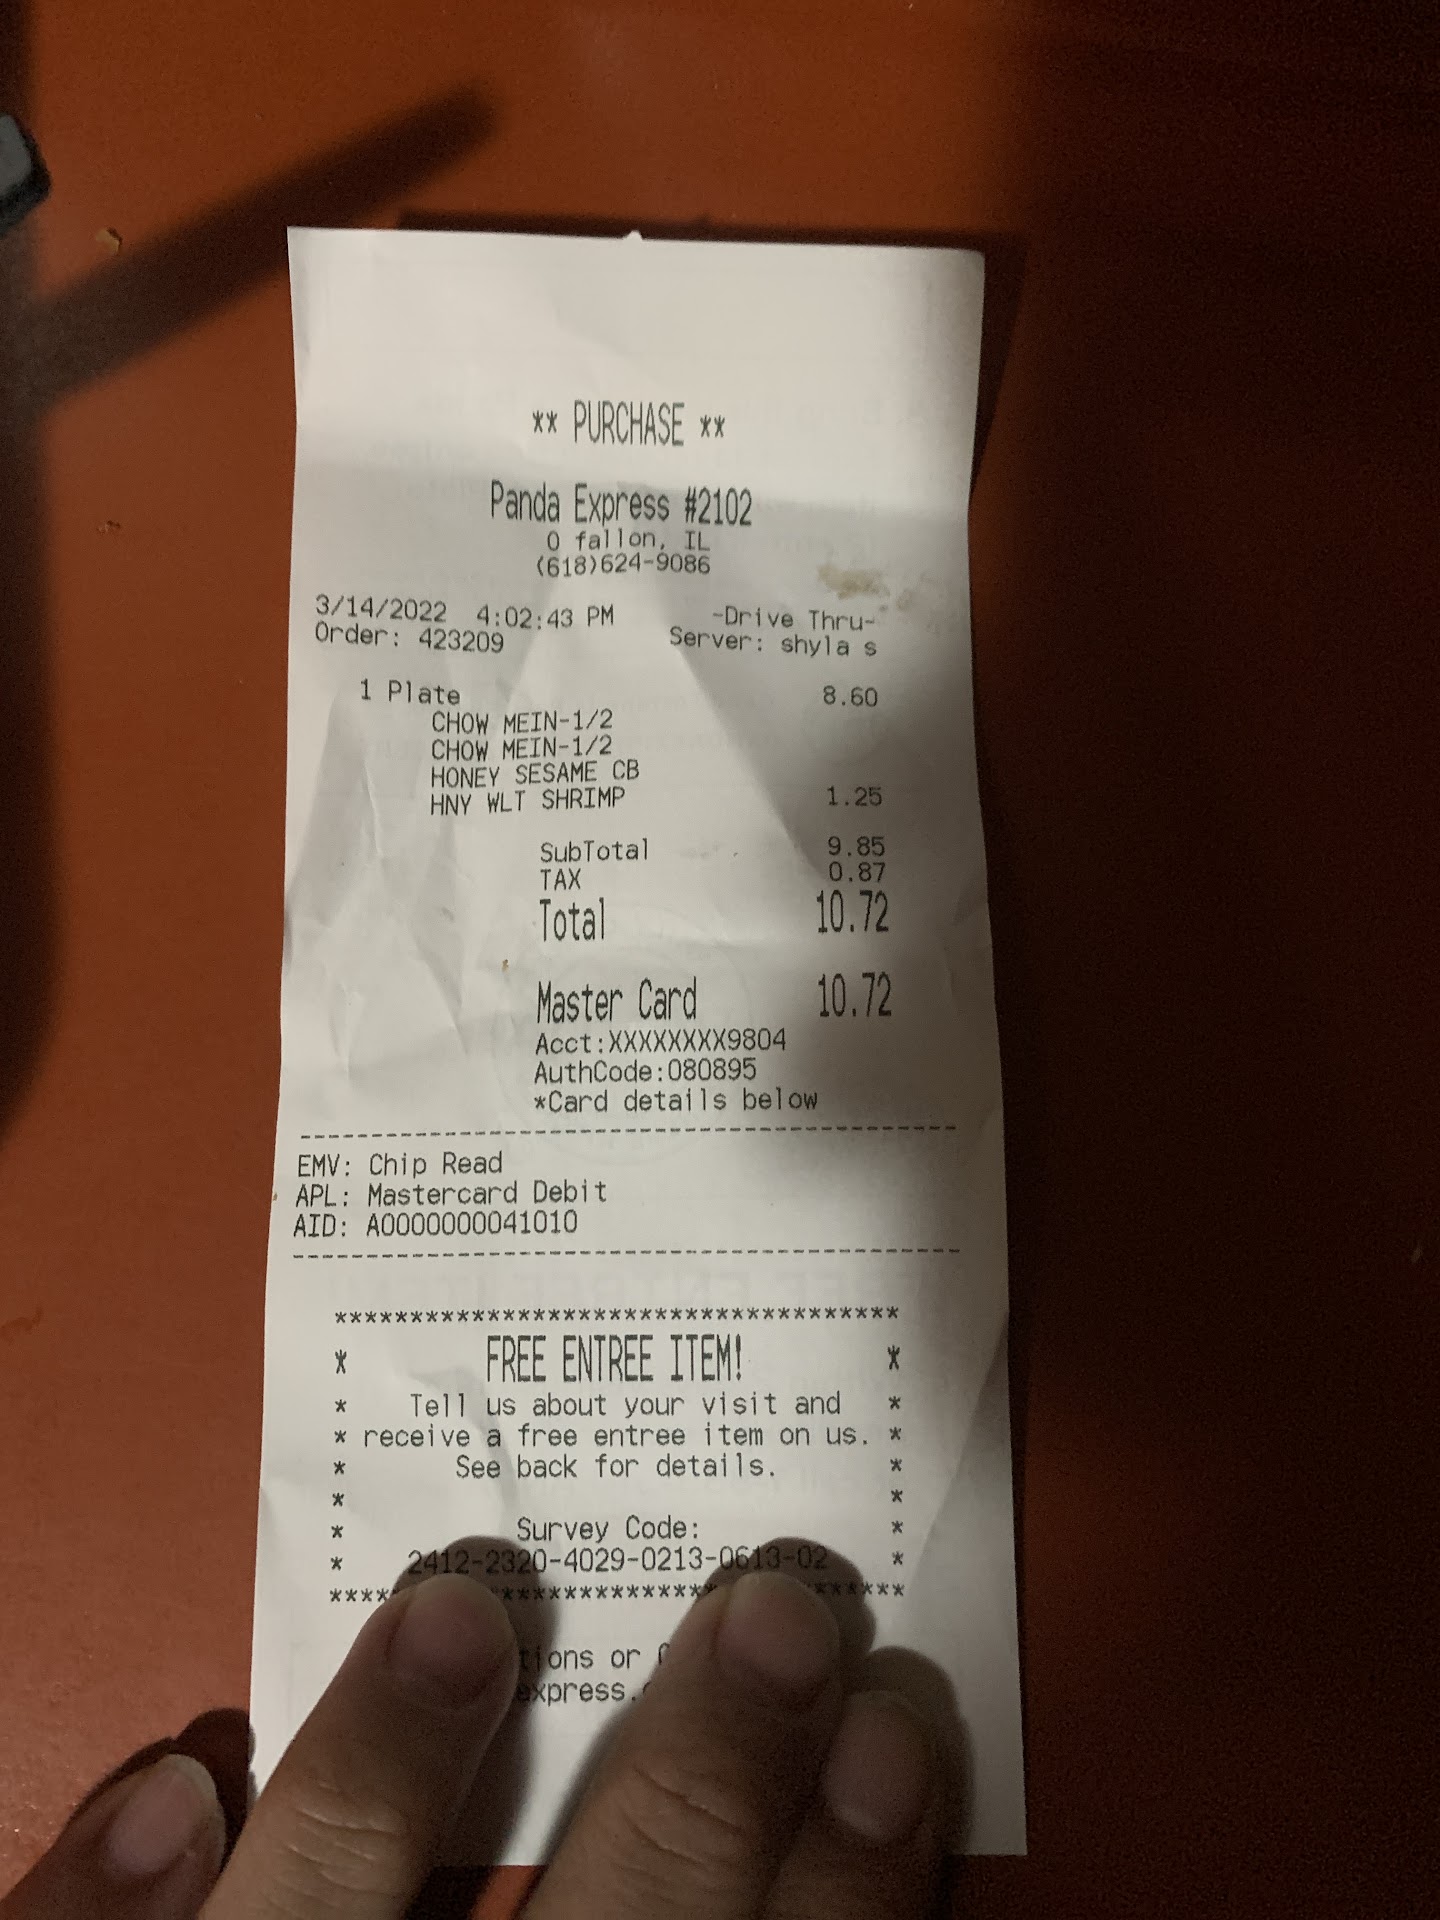 ** PURCHASE **
Panda Express #2102
O fallon, IL
(618)624-9086
3/14/2022 4:02:43 PM -Drive Thru-
Order: 423209 Server: shyla s
1 Plate 8.60
CHOW MEIN-1/2
CHOW MEIN-1/2
HONEY SESAME CB
HNY WLT SHRIMP 1.25
SubTotal 9.85
TAX 0.87
Total 10.72
Master Card 10.72
Acct:XXXXXXXX9804
AuthCode:080895
*Card details below
--------------------------------------------
EMV: Chip Read
APL: Mastercard Debit
AID: A0000000041010
--------------------------------------------
************************************
* FREE ENTREE ITEM! *
* Tell us about your visit and *
* receive a free entree item on us. *
* See back for details. *
* *
* Survey Code: *
* 2412-2320-4029-0213-0613-02 *
************************************
tions or
express.